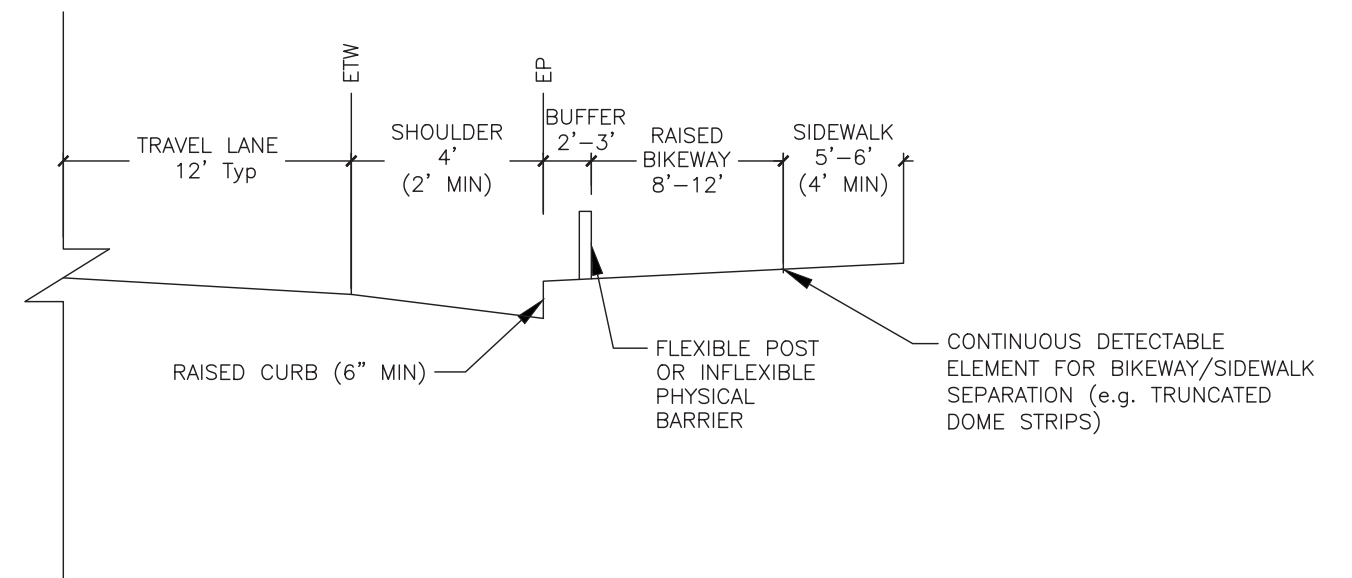 ETW
EP
TRAVEL LANE
12' Typ
SHOULDER
4'
(2' MIN)
BUFFER
2'-3'
RAISED
BIKEWAY
8'-12'
SIDEWALK
5'-6'
(4' MIN)
RAISED CURB (6" MIN)
FLEXIBLE POST
OR INFLEXIBLE
PHYSICAL
BARRIER
CONTINUOUS DETECTABLE
ELEMENT FOR BIKEWAY/SIDEWALK
SEPARATION (e.g. TRUNCATED
DOME STRIPS)